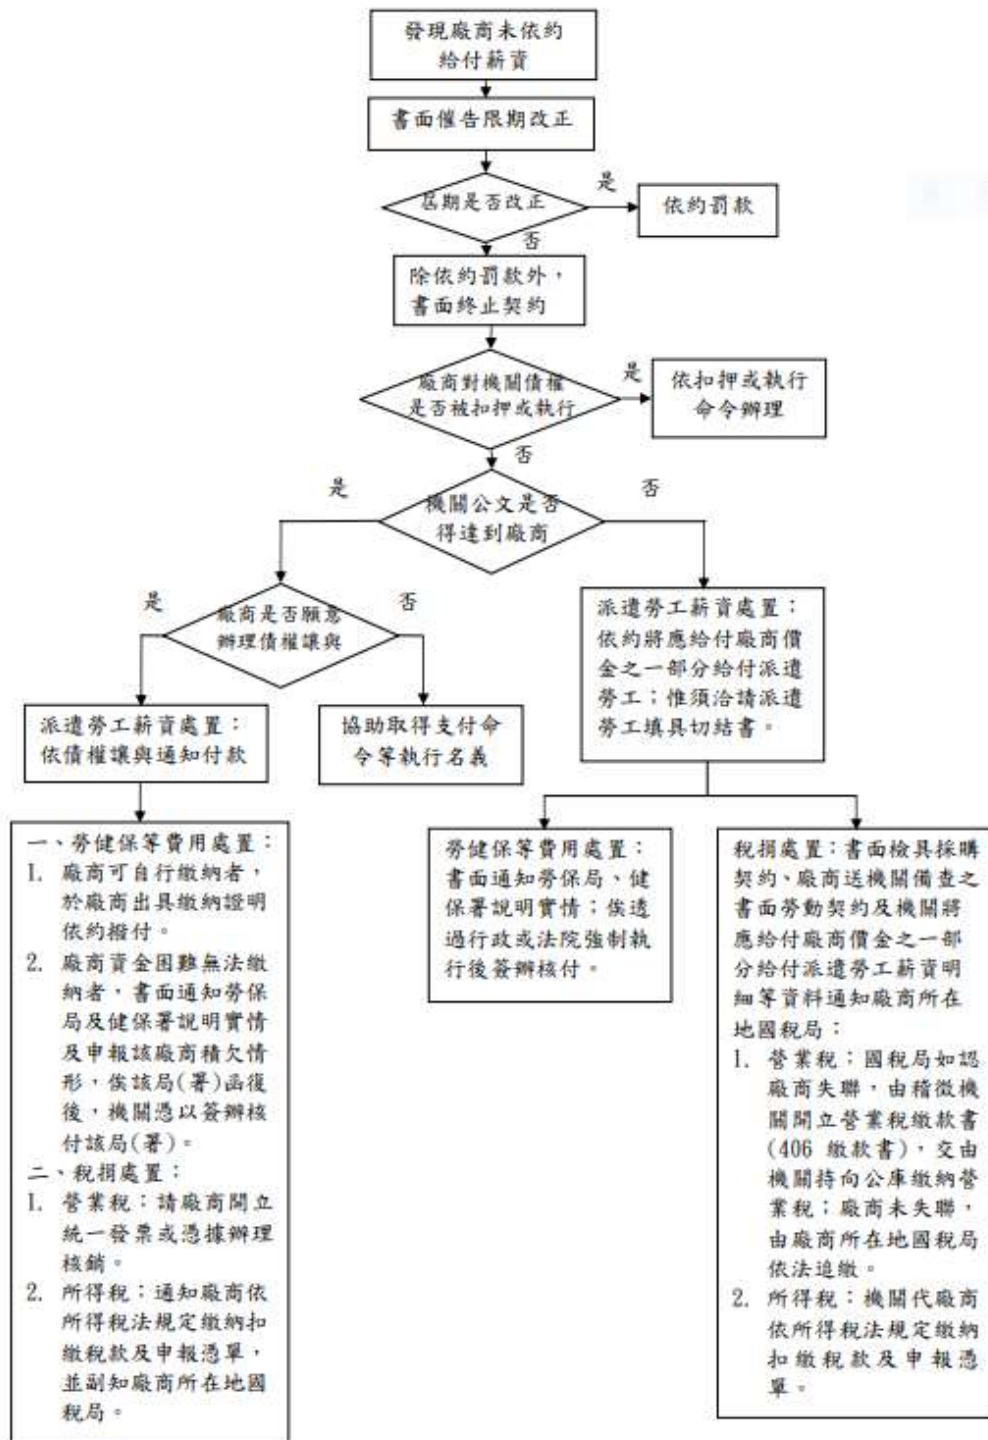 發現廠商未依約
給付薪資
書面催告限期改正
屆期是否改正
是
依約罰款
否
除依約罰款外，
書面終止契約
廠商對機關債權
是否被扣押或執行
是
依扣押或執行
命令辦理
否
機關公文是否
得達到廠商
是
否
廠商是否願意
辦理債權讓與
是
否
派遣勞工薪資處置：
依約將應給付廠商價
金之一部分給付派遣
勞工；惟須洽請派遣
勞工填具切結書。
派遣勞工薪資處置：
依債權讓與通知付款
協助取得支付命
令等執行名義
一、勞健保等費用處置：
1. 廠商可自行繳納者，
於廠商出具繳納證明
依約撥付。
2. 廠商資金困難無法繳
納者，書面通知勞保
局及健保署說明實情
及申報該廠商積欠情
形，俟該局(署)函復
後，機關憑以簽辦核
付該局(署)。
二、稅捐處置：
1. 營業稅：請廠商開立
統一發票或憑據辦理
核銷。
2. 所得稅：通知廠商依
所得稅法規定繳納扣
繳稅款及申報憑單，
並副知廠商所在地國
稅局。
勞健保等費用處置：
書面通知勞保局、健
保署說明實情；俟透
過行政或法院強制執
行後簽辦核付。
稅捐處置：書面檢具採購
契約、廠商送機關備查之
書面勞動契約及機關將
應給付廠商價金之一部
分給付派遣勞工薪資明
細等資料通知廠商所在
地國稅局：
1. 營業稅：國稅局如認
廠商失聯，由稽徵機
關開立營業稅繳款書
(406 繳款書)，交由
機關持向公庫繳納營
業稅；廠商未失聯，
由廠商所在地國稅局
依法追繳。
2. 所得稅：機關代廠商
依所得稅法規定繳納
扣繳稅款及申報憑
單。